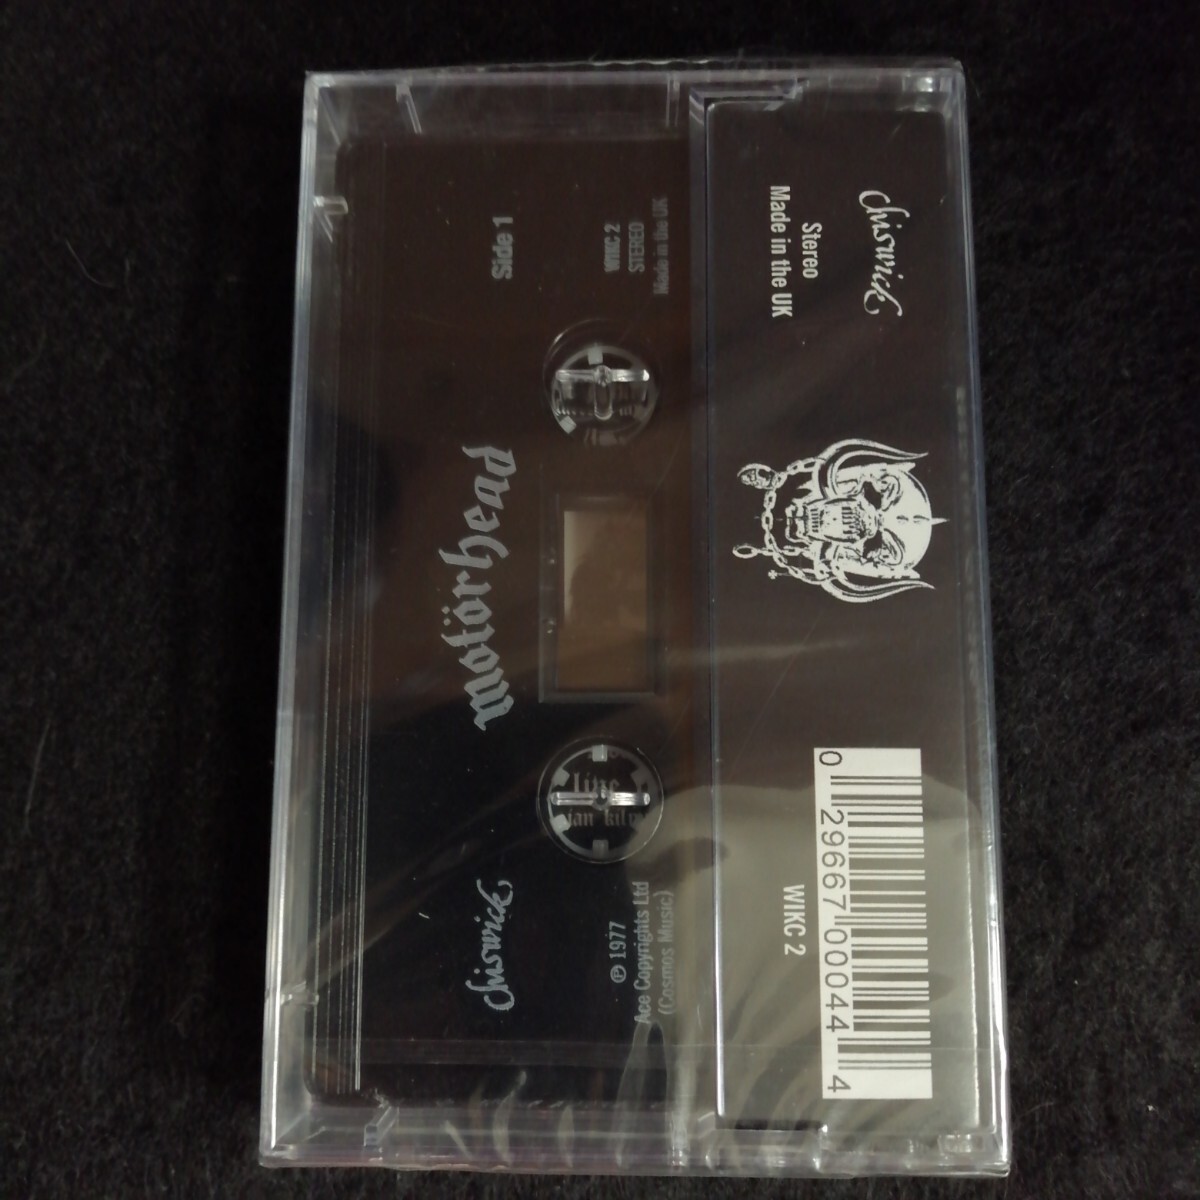 Side 1
WIKC 2
STEREO
Made in the UK
motörhead
chiswick
℗ 1977
Ace Copyrights Ltd
(Cosmos Music)
chiswick
Stereo
Made in the UK
WIKC 2
0 29667 00044 4